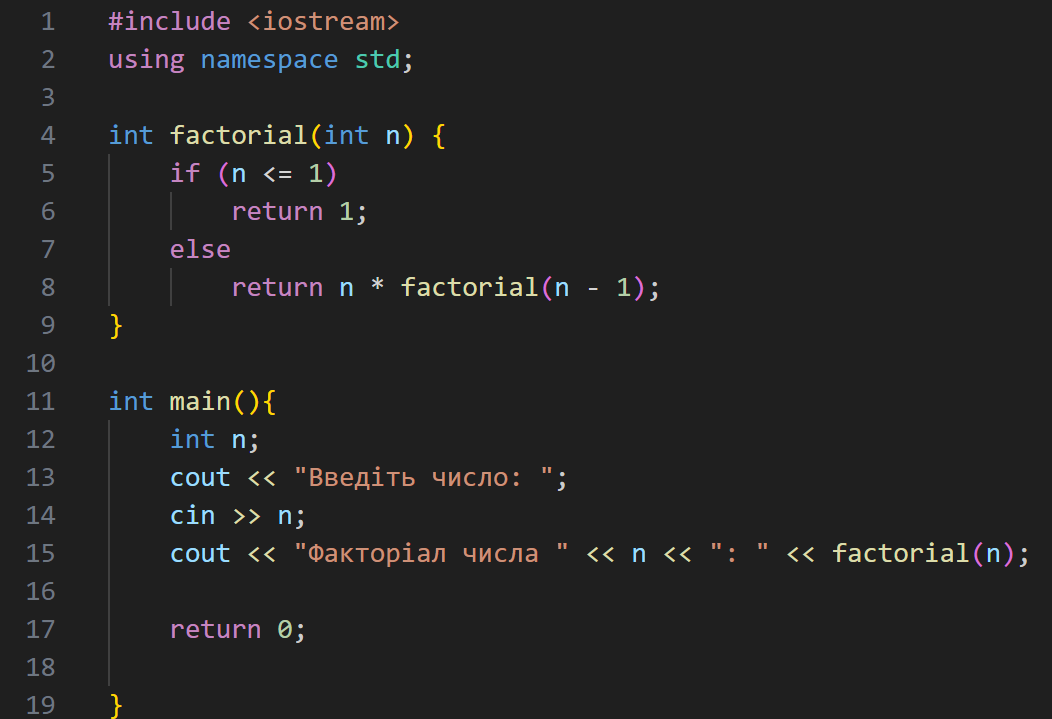 1 #include <iostream>
2 using namespace std;
3
4 int factorial(int n) {
5     if (n <= 1)
6         return 1;
7     else
8         return n * factorial(n - 1);
9 }
10
11 int main(){
12     int n;
13     cout << "Введіть число: ";
14     cin >> n;
15     cout << "Факторіал числа " << n << ": " << factorial(n);
16
17     return 0;
18
19 }